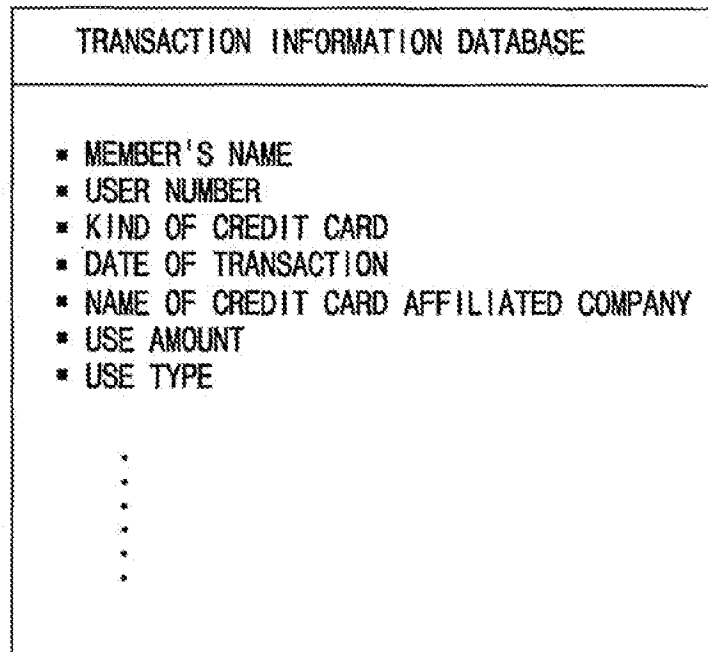 TRANSACTION INFORMATION DATABASE
* MEMBER'S NAME
* USER NUMBER
* KIND OF CREDIT CARD
* DATE OF TRANSACTION
* NAME OF CREDIT CARD AFFILIATED COMPANY
* USE AMOUNT
* USE TYPE
.
.
.
.
.
.